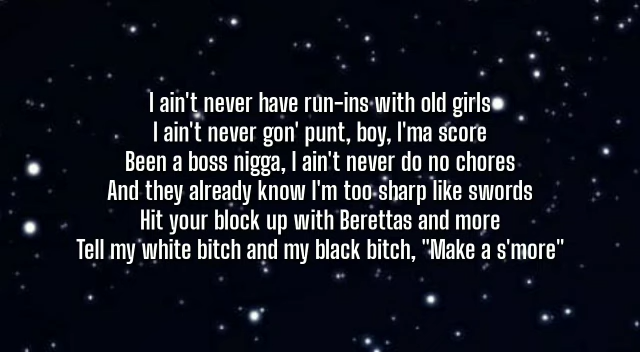 I ain't never have run-ins with old girls
I ain't never gon' punt, boy, I'ma score
Been a boss nigga, I ain't never do no chores
And they already know I'm too sharp like swords
Hit your block up with Berettas and more
Tell my white bitch and my black bitch, "Make a s'more"